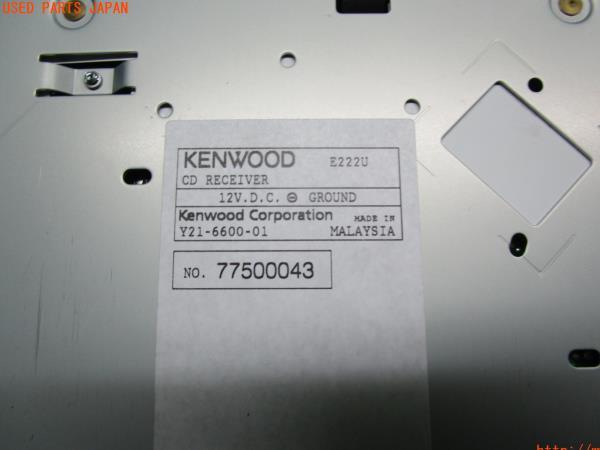 USED PARTS JAPAN
KENWOOD E222U
CD RECEIVER
12V.D.C. ⊖ GROUND
Kenwood Corporation MADE IN
Y21-6600-01 MALAYSIA
NO. 77500043